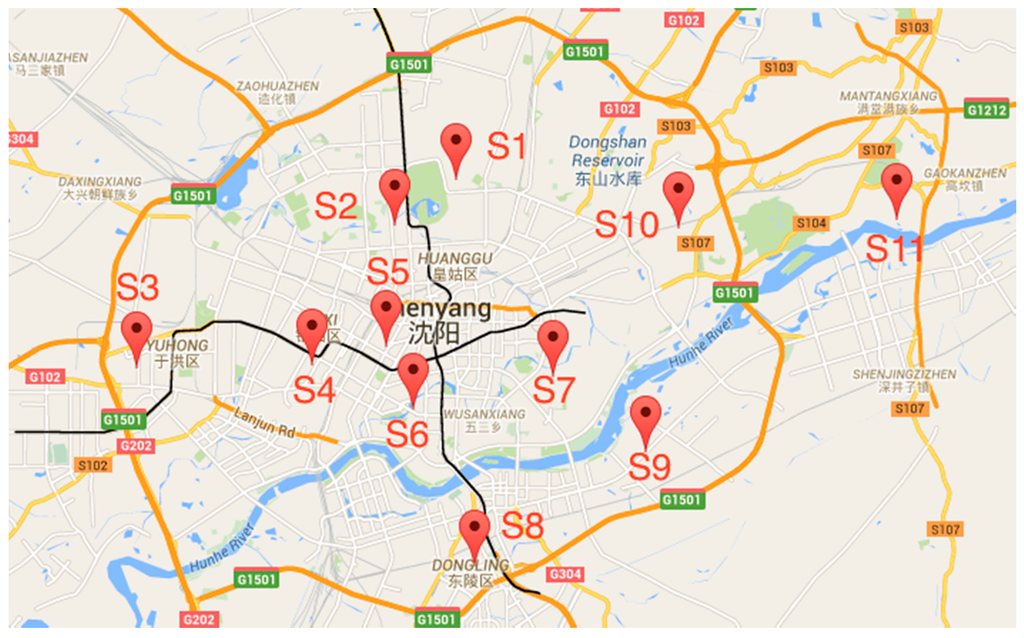 S103
G102
G1501
G1501
ASANJIAZHEN
马三家镇
S103
ZAOHUAZHEN
造化镇
MANTANGXIANG
满堂满族乡
G102
G1212
S103
S304
S1
Dongshan
Reservoir
东山水库
S107
DAXINGXIANG
大兴朝鲜族乡
G1501
GAOKANZHEN
高坎镇
S2
S10
S104
S107
S11
HUANGGU
皇姑区
S5
S3
G1501
henyang
沈阳
XI
YUHONG
于洪区
Hunhe River
G102
S4
S7
SHENJINGZIZHEN
深井子镇
S107
WUSANXIANG
五三乡
Lanjun Rd
G1501
S6
G202
S102
S9
G1501
S8
S107
Hunhe River
DONGLING
东陵区
G304
G1501
G202
G1501